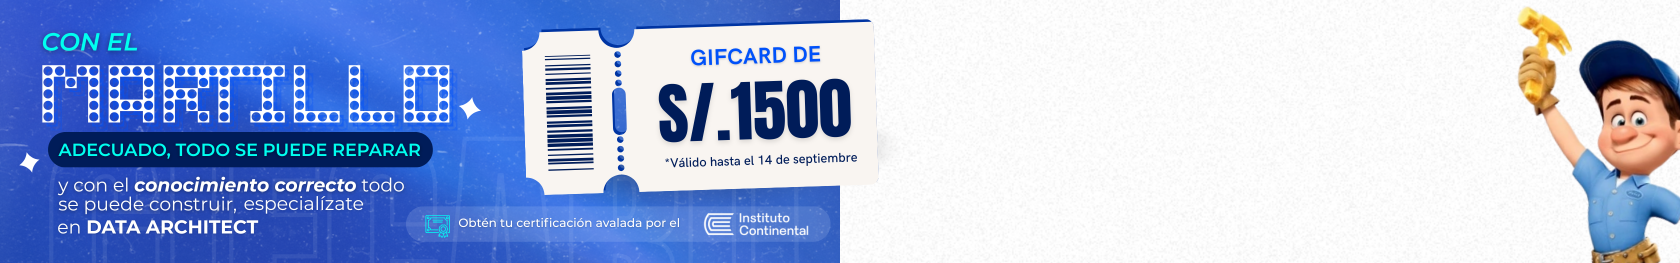 CON EL
MARTILLO
ADECUADO, TODO SE PUEDE REPARAR
y con el conocimiento correcto todo
se puede construir, especialízate
en DATA ARCHITECT
GIFCARD DE
S/.1500
*Válido hasta el 14 de septiembre
Obtén tu certificación avalada por el
Instituto
Continental